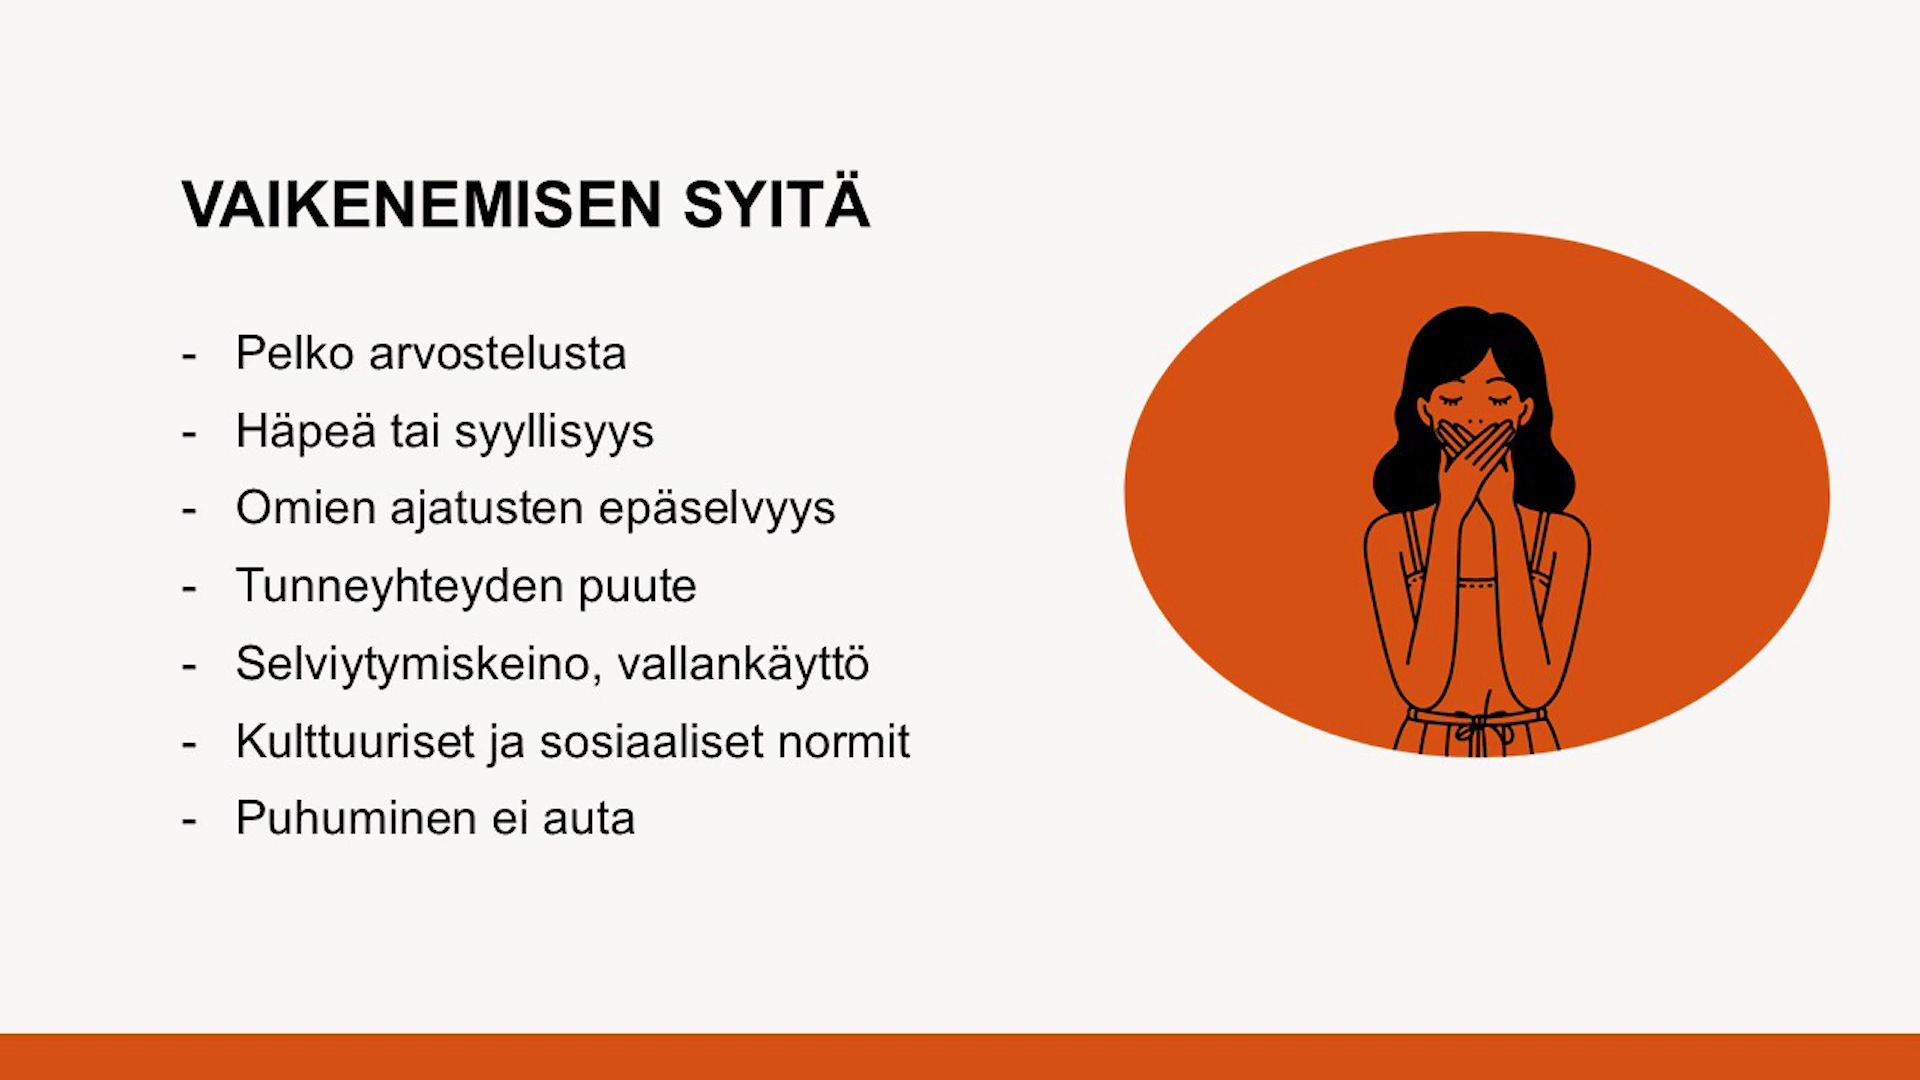 VAIKENEMISEN SYITÄ
- Pelko arvostelusta
- Häpeä tai syyllisyys
- Omien ajatusten epäselvyys
- Tunneyhteyden puute
- Selviytymiskeino, vallankäyttö
- Kulttuuriset ja sosiaaliset normit
- Puhuminen ei auta